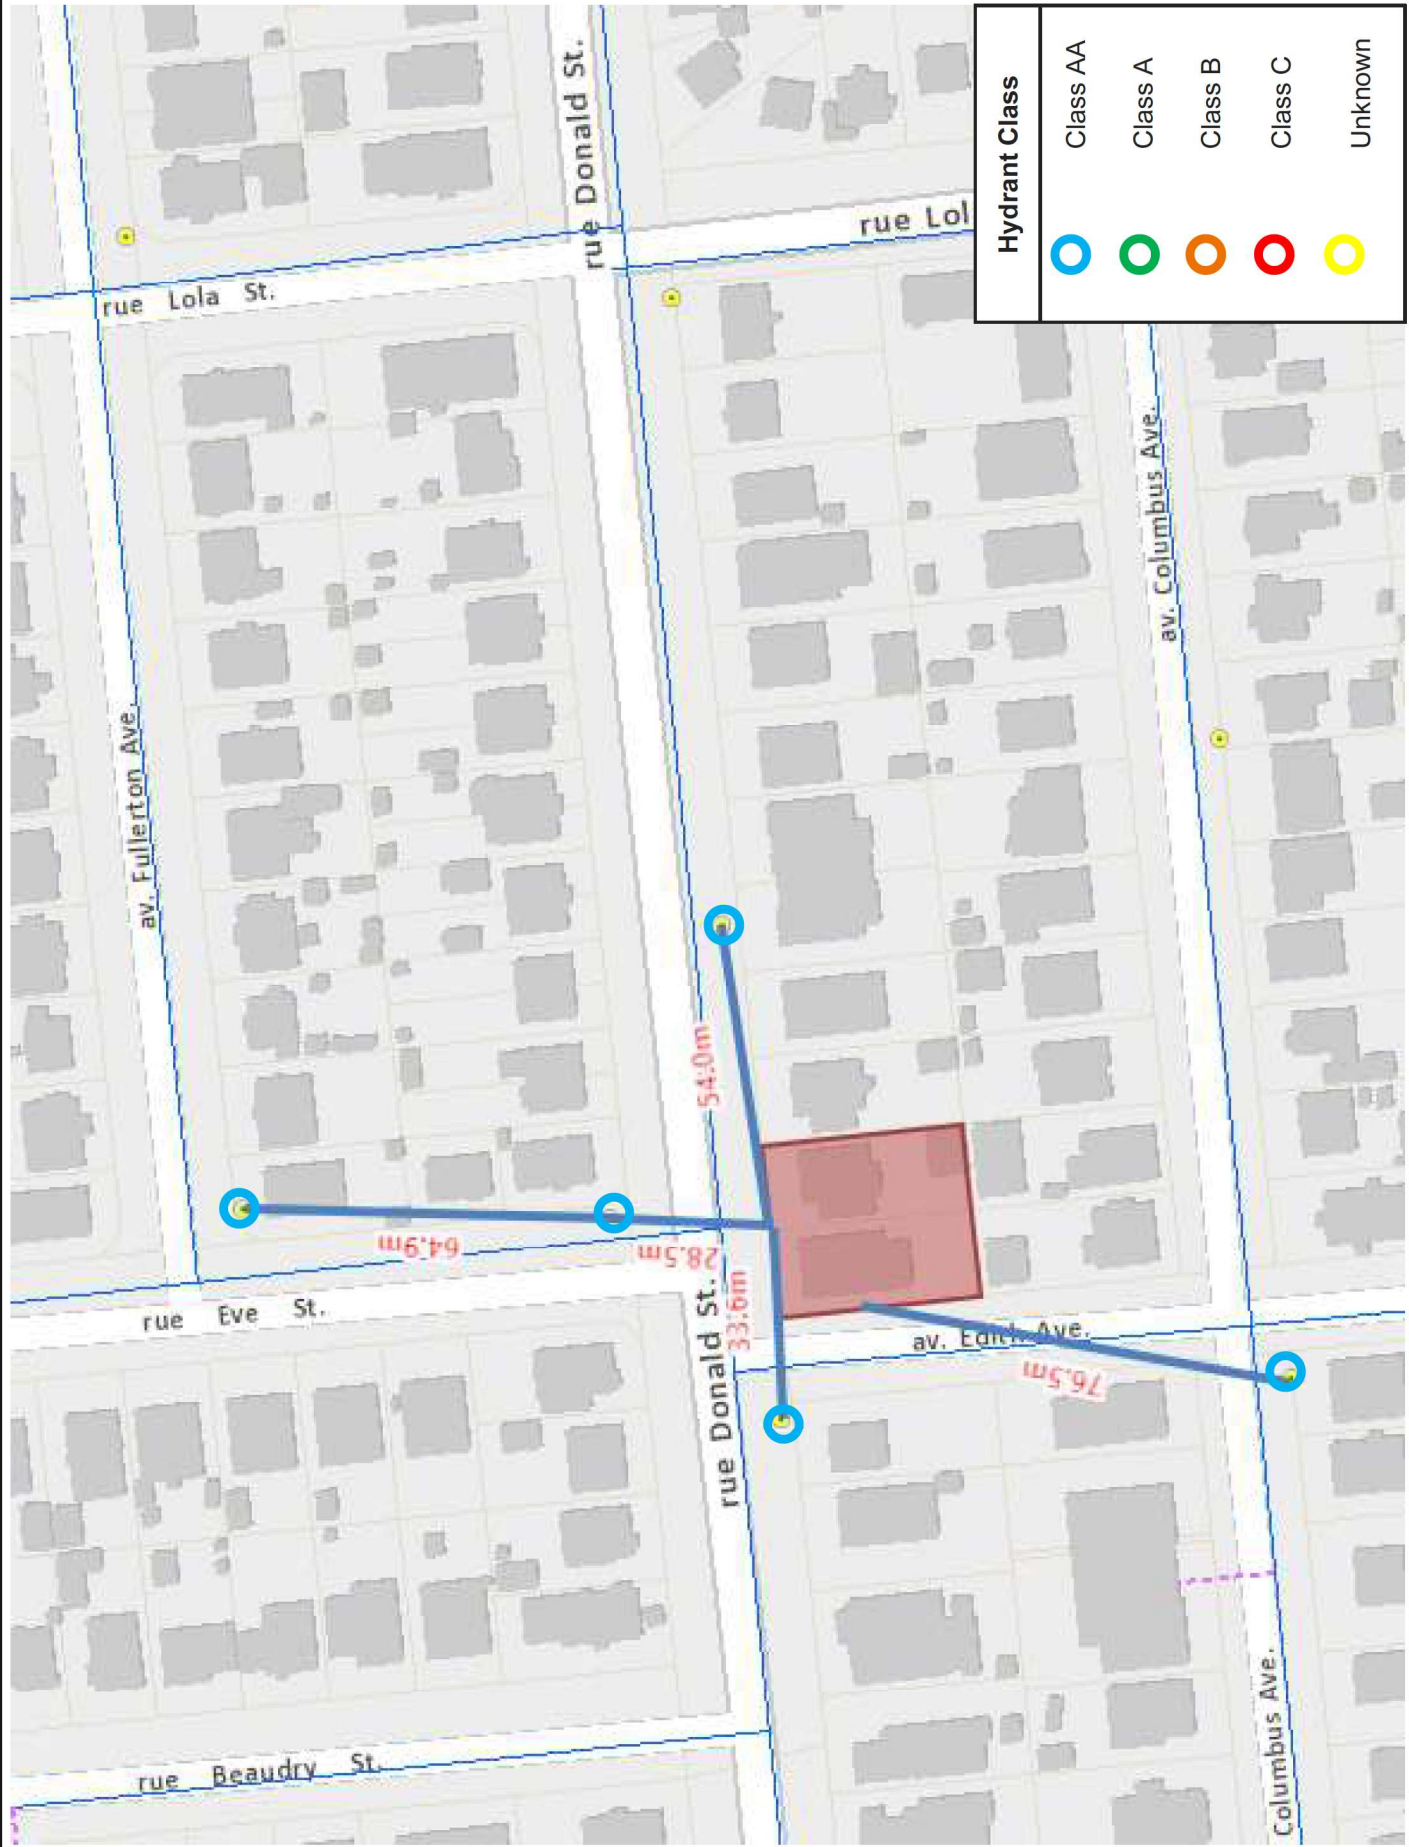 rue Donald St.
rue Lol
rue Lola St.
Hydrant Class
Class AA
Class A
Class B
Class C
Unknown
av. Columbus Ave.
av. Fullerton Ave.
54.0m
64.9m
28.5m
33.6m
rue Eve St.
rue Donald St.
av. Edith Ave.
76.5m
rue Beaudry St.
Columbus Ave.